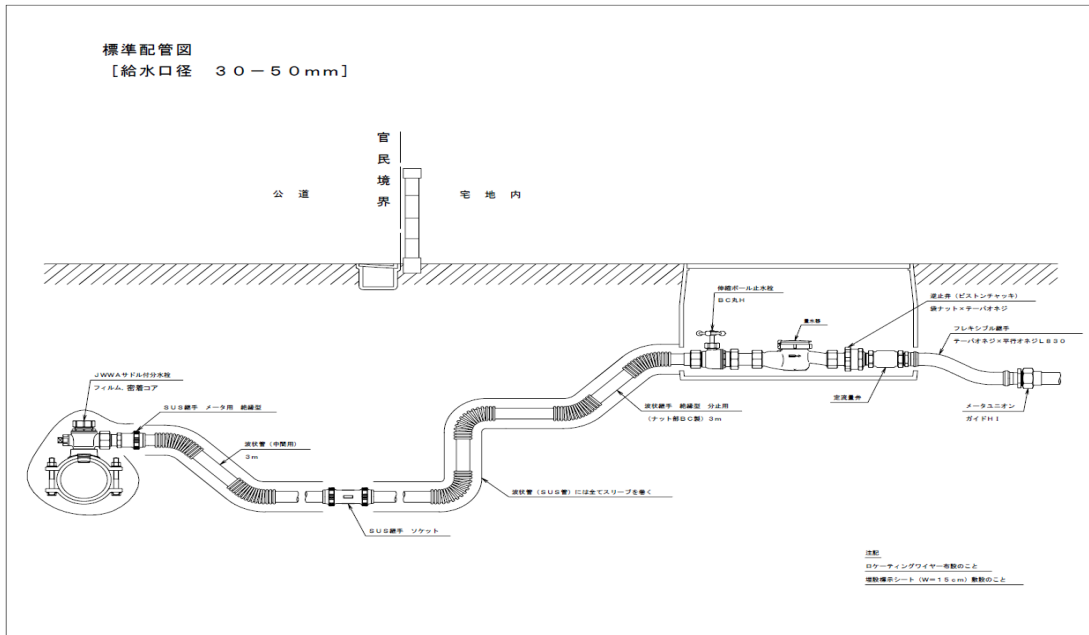 標準配管図
[給水口径 30-50mm]
官民境界
公道
宅地内
伸縮ボール止水栓
BC丸H
量水器
逆止弁(ピストンチャッキ)
袋ナット×テーパオネジ
フレキシブル継手
テーパオネジ×平行オネジL830
JWWAサドル付分水栓
フィルム、密着コア
SUS継手 メータ用 絶縁型
波状管(中間用)
3m
波状継手 絶縁型 分止用
(ナット部BC製)3m
定流量弁
メータユニオン
ガイドHI
波状管(SUS管)には全てスリーブを巻く
SUS継手 ソケット
注記
ロケーティングワイヤー布設のこと
埋設標示シート(W=15cm)敷設のこと